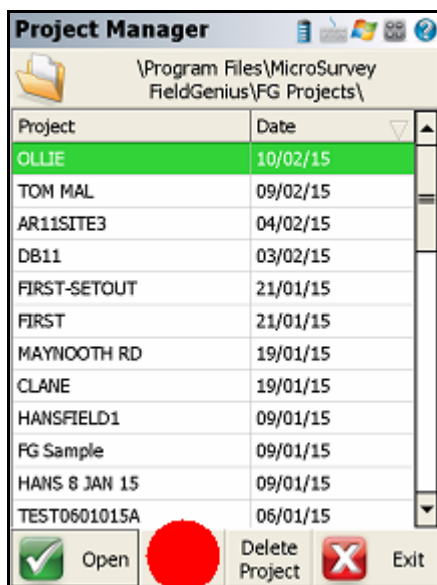 Project Manager
\Program Files\MicroSurvey
FieldGenius\FG Projects\
Project Date
OLLIE 10/02/15
TOM MAL 09/02/15
AR11SITE3 04/02/15
DB11 03/02/15
FIRST-SETOUT 21/01/15
FIRST 21/01/15
MAYNOOTH RD 19/01/15
CLANE 19/01/15
HANSFIELD1 09/01/15
FG Sample 09/01/15
HANS 8 JAN 15 09/01/15
TEST0601015A 06/01/15
Open Delete Project Exit